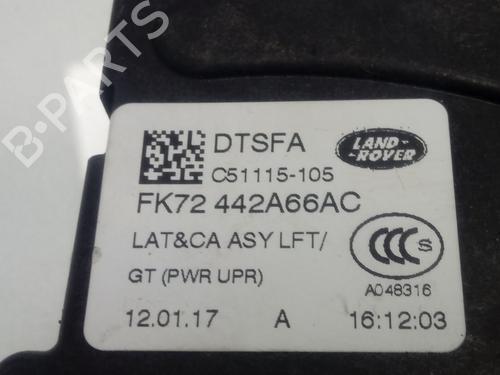 DTSFA
LAND-
ROVER
C51115-105
FK72 442A66AC
LAT&CA ASY LFT/
GT (PWR UPR)
CCC S
A048316
12.01.17 A 16:12:03
B-Parts